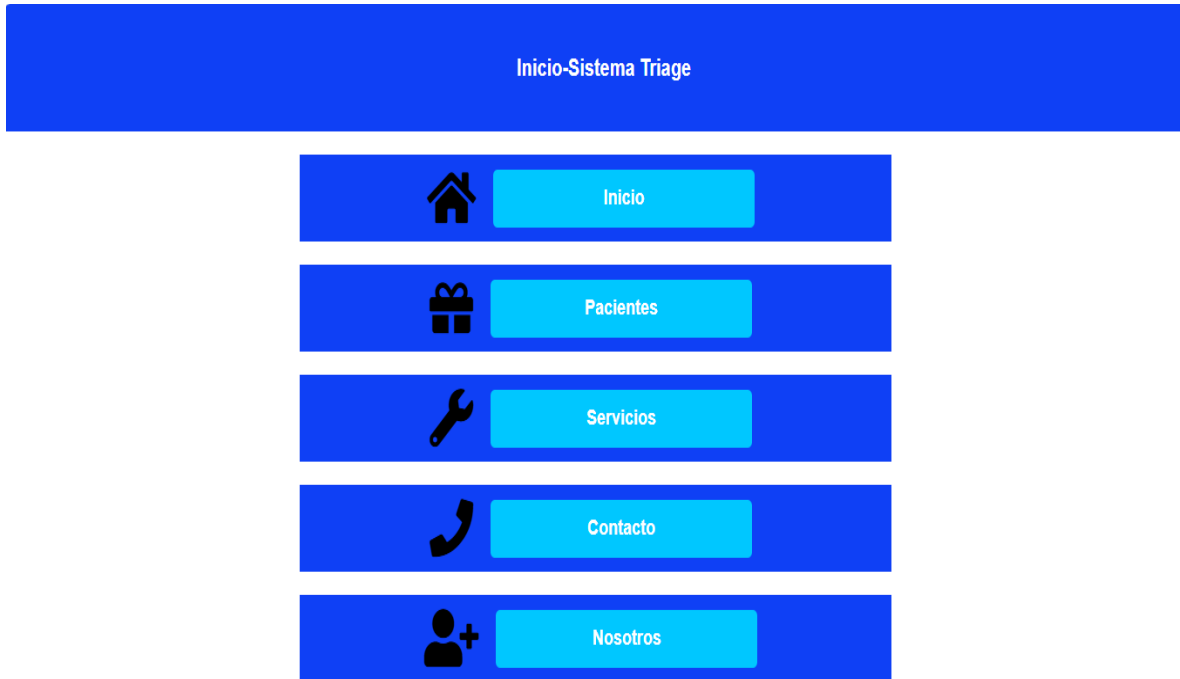 Inicio-Sistema Triage
Inicio
Pacientes
Servicios
Contacto
Nosotros